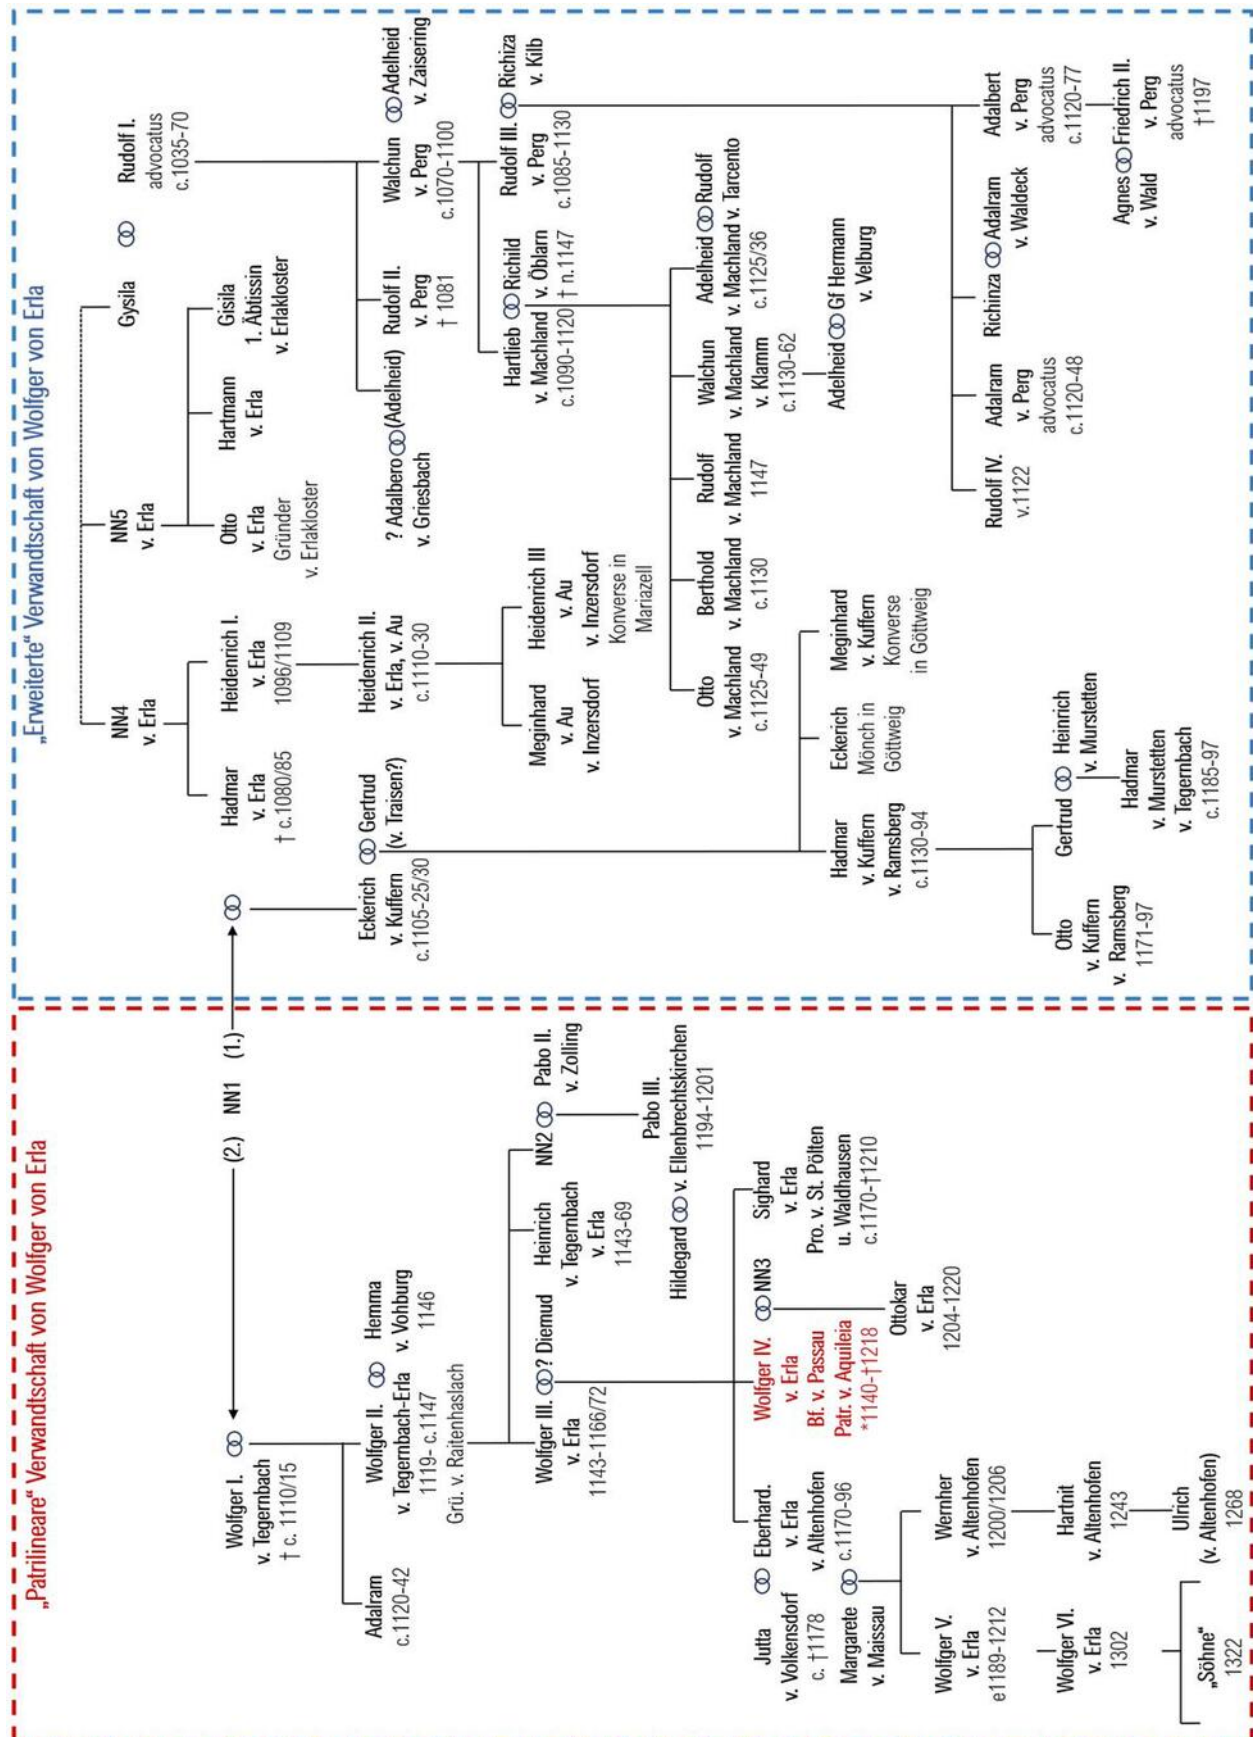 „Patrilineare“ Verwandtschaft von Wolfger von Erla
(2.) NN1 (1.)
Wolfger I.
v. Tegernbach
† c. 1110/15
Adalram
c.1120-42
Wolfger II.
v. Tegernbach-Erla
1119- c.1147
Grü. v. Raitenhaslach
Hemma
v. Vohburg
1146
Wolfger III.
v. Erla
1143-1166/72
? Diemud
Heinrich
v. Tegernbach
v. Erla
1143-69
NN2
Pabo II.
v. Zolling
Hildegard
Pabo III.
v. Ellenbrechtskirchen
1194-1201
Jutta
v. Volkensdorf
c. †1178
Margarete
v. Maissau
Eberhard.
v. Erla
v. Altenhofen
c.1170-96
Wolfger IV.
v. Erla
Bf. v. Passau
Patr. v. Aquileia
*1140-†1218
NN3
Sighard
v. Erla
Pro. v. St. Pölten
u. Waldhausen
c.1170-†1210
Ottokar
v. Erla
1204-1220
Wolfger V.
v. Erla
e1189-1212
Wernher
v. Altenhofen
1200/1206
Wolfger VI.
v. Erla
1302
Hartnit
v. Altenhofen
1243
„Söhne“
1322
Ulrich
(v. Altenhofen)
1268
„Erweiterte“ Verwandtschaft von Wolfger von Erla
NN4
v. Erla
NN5
v. Erla
Gysila
Rudolf I.
advocatus
c.1035-70
Hadmar
v. Erla
† c.1080/85
Heidenrich I.
v. Erla
1096/1109
Otto
v. Erla
Gründer
v. Erlakloster
Hartmann
v. Erla
Gisila
1. Äbtissin
v. Erlakloster
Eckerich
v. Kuffern
c.1105-25/30
Gertrud
(v. Traisen?)
Heidenrich II.
v. Erla, v. Au
c.1110-30
? Adalbero
v. Griesbach
(Adelheid)
Rudolf II.
v. Perg
† 1081
Walchun
v. Perg
c.1070-1100
Adelheid
v. Zaisering
Meginhard
v. Au
v. Inzersdorf
Heidenrich III
v. Au
v. Inzersdorf
Konverse in
Mariazell
Hartlieb
v. Machland
c.1090-1120
Richild
v. Öblarn
† n.1147
Rudolf III.
v. Perg
c.1085-1130
Richiza
v. Kilb
Otto
v. Machland
c.1125-49
Berthold
v. Machland
c.1130
Rudolf
v. Machland
1147
Walchun
v. Machland
v. Klamm
c.1130-62
Adelheid
v. Machland
c.1125/36
Rudolf
v. Tarcento
Adelheid
Gf Hermann
v. Velburg
Hadmar
v. Kuffern
v. Ramsberg
c.1130-94
Eckerich
Mönch in
Göttweig
Meginhard
v. Kuffern
Konverse
in Göttweig
Rudolf IV.
v.1122
Adalram
v. Perg
advocatus
c.1120-48
Richinza
Adalram
v. Waldeck
Adalbert
v. Perg
advocatus
c.1120-77
Otto
v. Kuffern
v. Ramsberg
1171-97
Gertrud
Heinrich
v. Murstetten
Hadmar
v. Murstetten
v. Tegernbach
c.1185-97
Agnes
v. Wald
Friedrich II.
v. Perg
advocatus
†1197